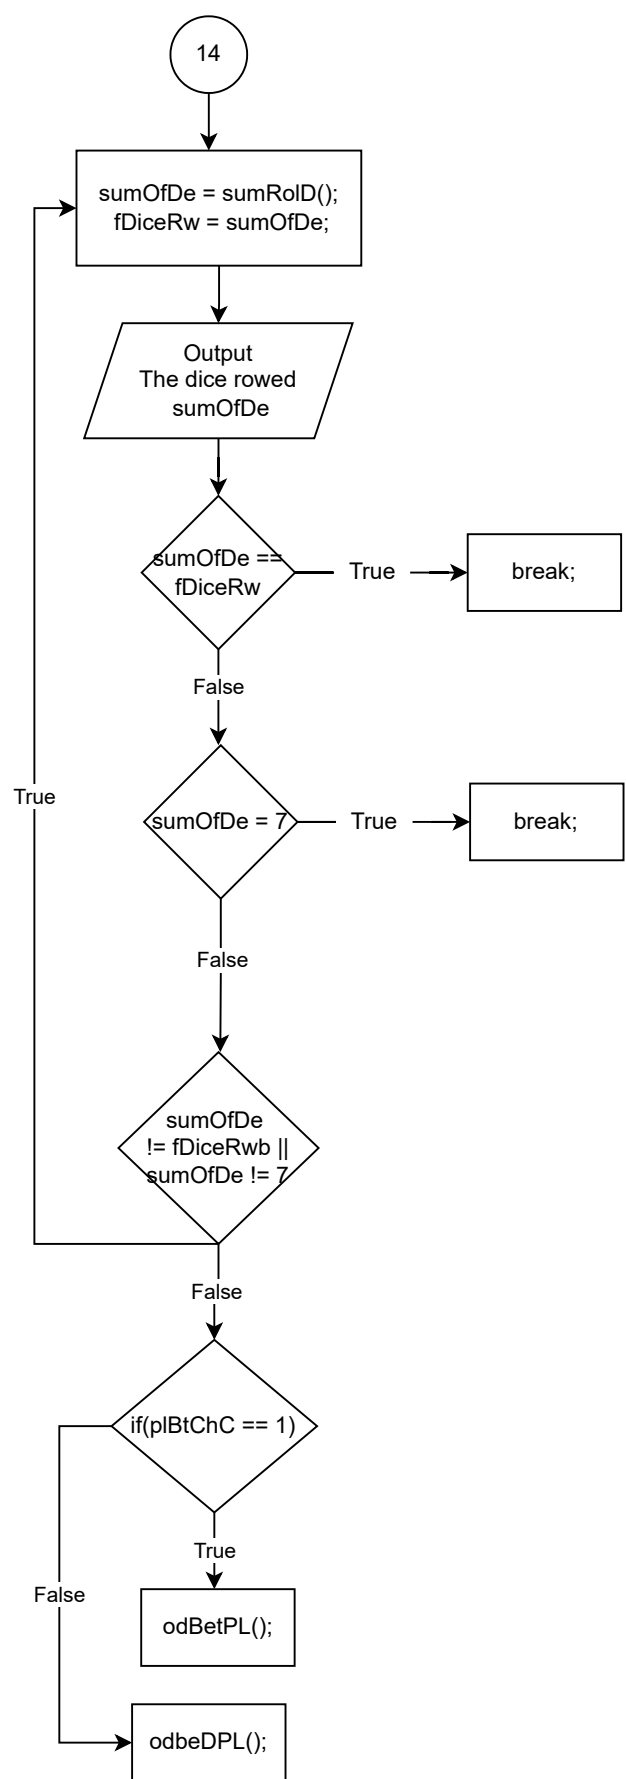 14
sumOfDe = sumRolD();
fDiceRw = sumOfDe;
Output
The dice rowed
sumOfDe
sumOfDe ==
fDiceRw
True
break;
False
sumOfDe = 7
True
break;
True
False
sumOfDe
!= fDiceRwb ||
sumOfDe != 7
False
if(plBtChC == 1)
True
False
odBetPL();
odbeDPL();